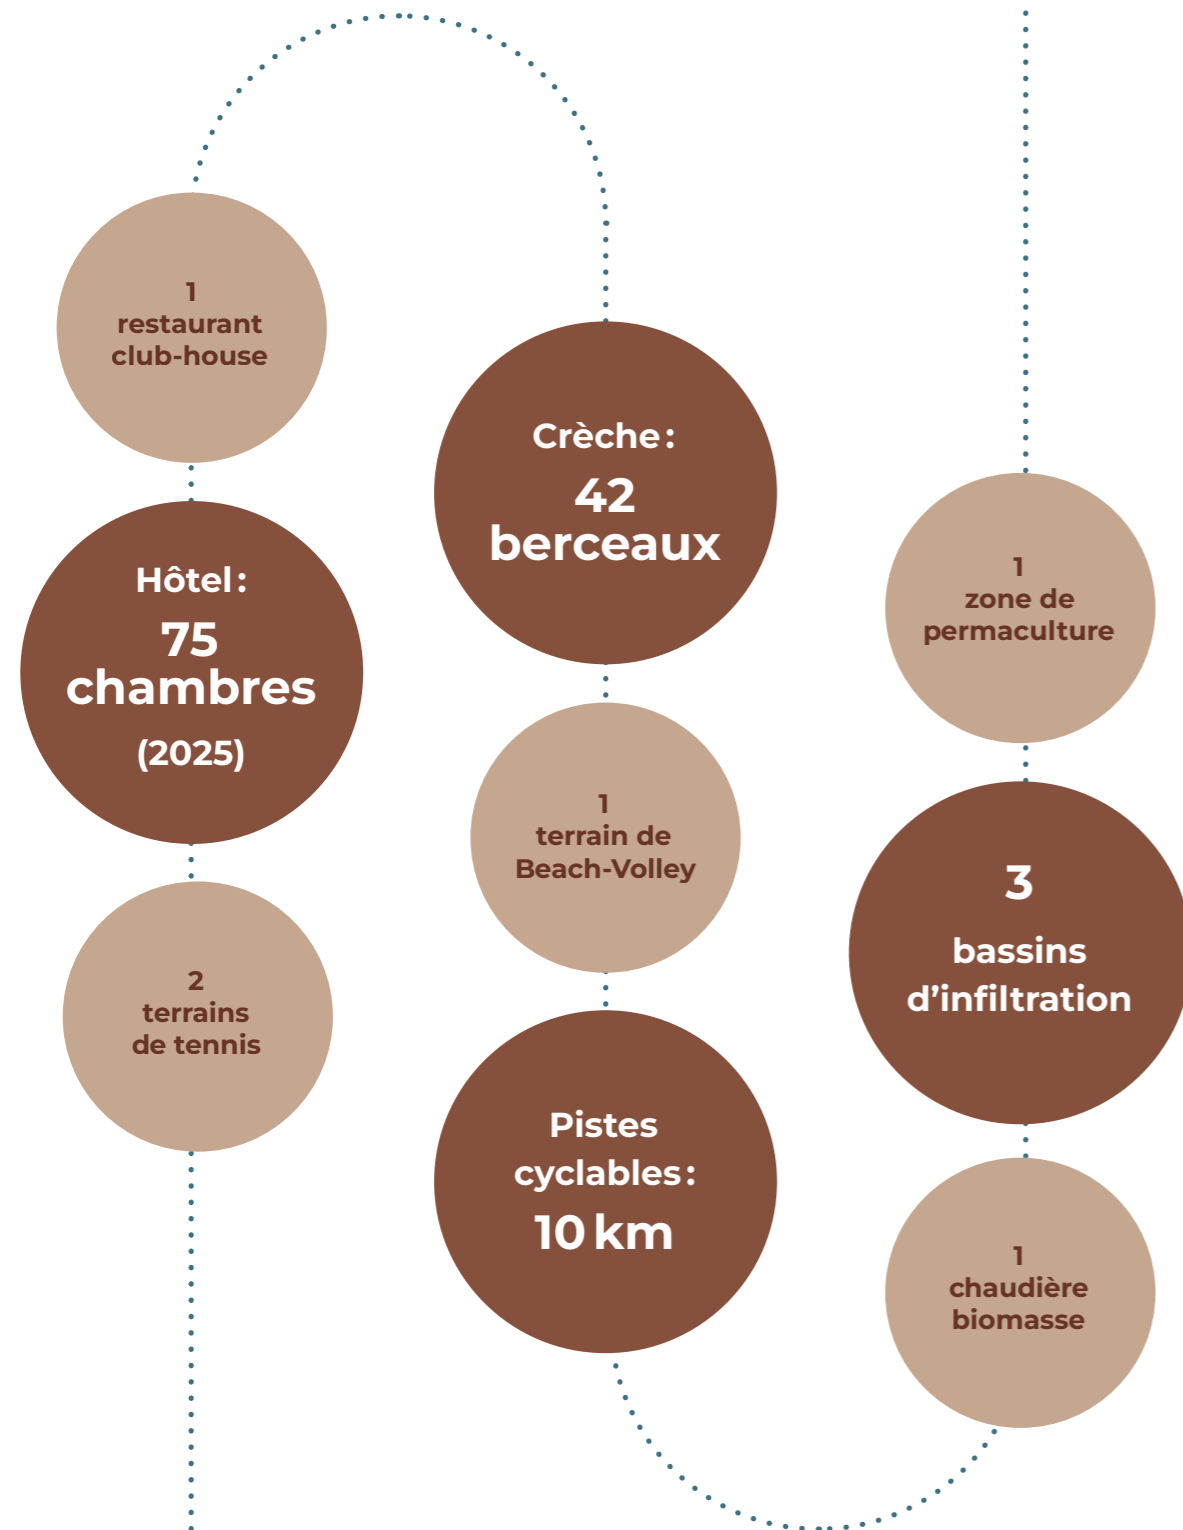 1
restaurant
club-house
Hôtel :
75
chambres
(2025)
2
terrains
de tennis
Crèche :
42
berceaux
1
terrain de
Beach-Volley
Pistes
cyclables :
10 km
1
zone de
permaculture
3
bassins
d’infiltration
1
chaudière
biomasse